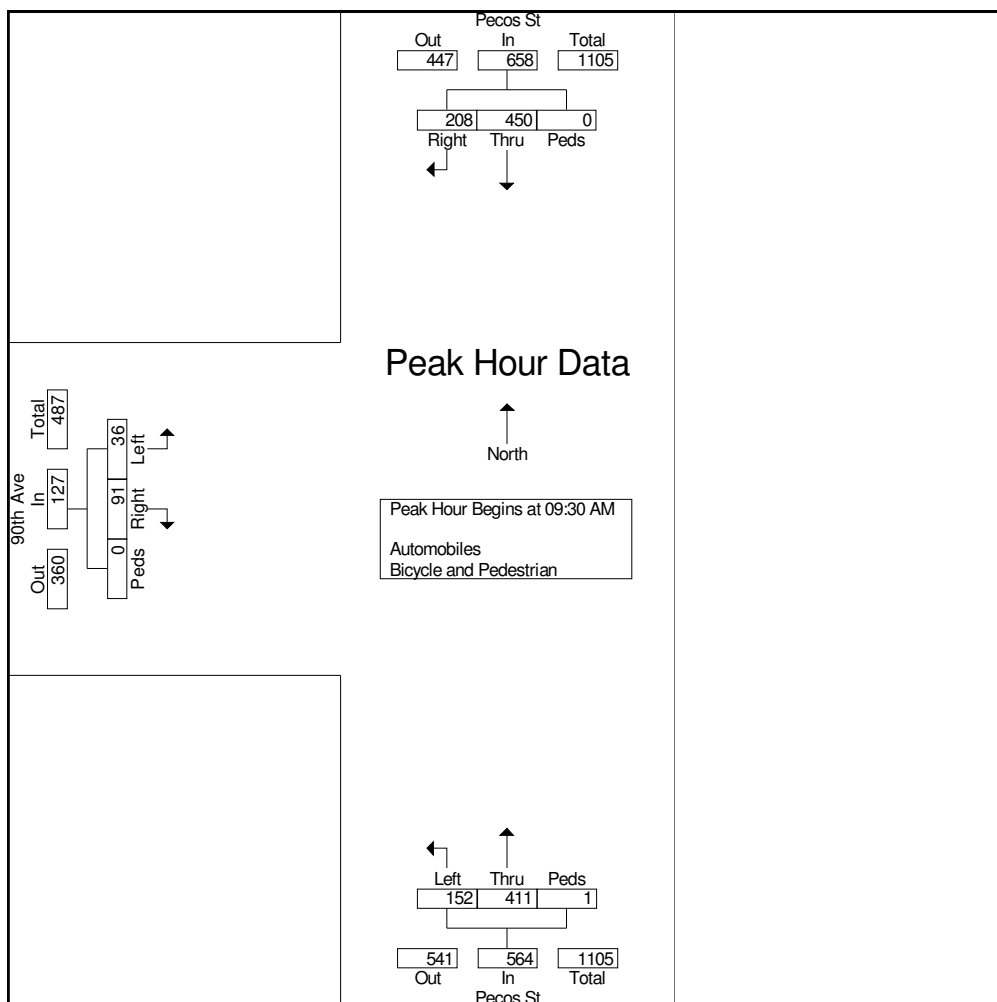 Pecos St
Out In Total
447 658 1105
208 450 0
Right Thru Peds
Peak Hour Data
North
Peak Hour Begins at 09:30 AM
Automobiles
Bicycle and Pedestrian
90th Ave
Out In Total
360 127 487
0 91 36
Peds Right Left
Left Thru Peds
152 411 1
541 564 1105
Out In Total
Pecos St